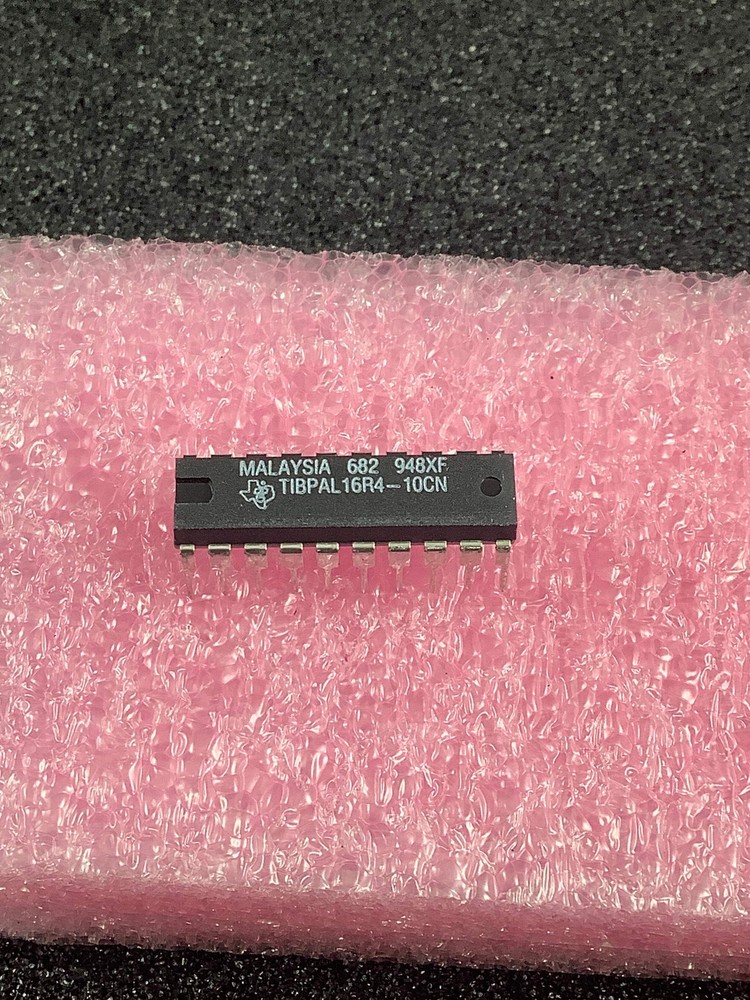 MALAYSIA 682 948XF
TIBPAL16R4-10CN